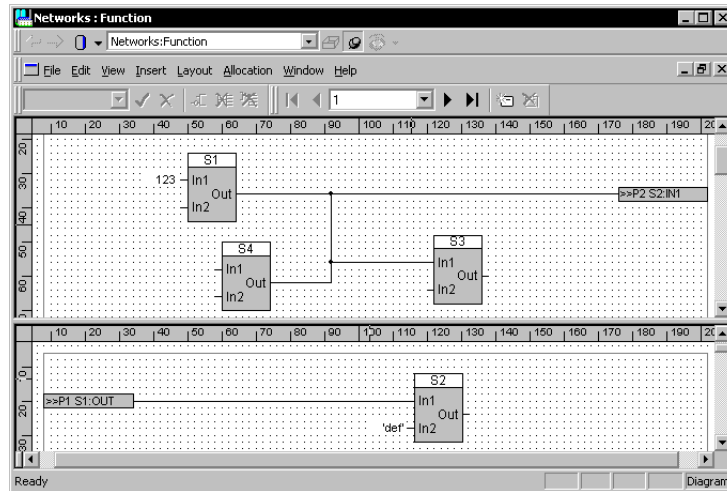 Networks : Function
Networks:Function
File Edit View Insert Layout Allocation Window Help
1
10 20 30 40 50 60 70 80 90 100 110 120 130 140 150 160 170 180 190 20
20
30
40
50
60
S1
123 In1
Out
In2
>>P2 S2:IN1
S4
In1
Out
In2
S3
In1
Out
In2
10 20 30 40 50 60 70 80 90 100 110 120 130 140 150 160 170 180 190 20
20
30
S2
>>P1 S1:OUT
In1
Out
'def' In2
Ready
Diagram